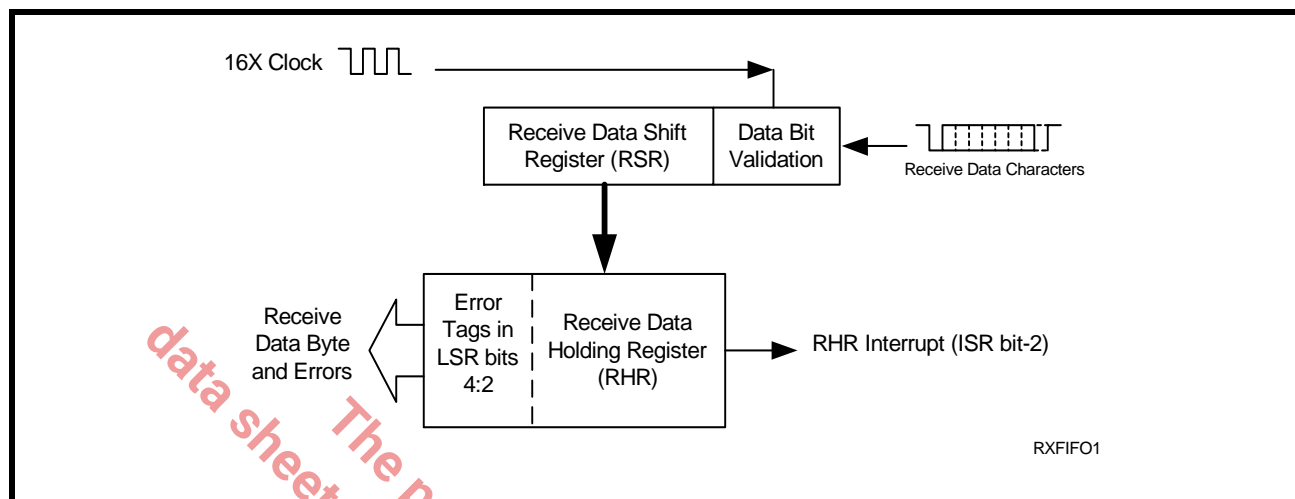 16X Clock
Receive Data Shift
Register (RSR)
Data Bit
Validation
Receive Data Characters
Receive
Data Byte
and Errors
Error
Tags in
LSR bits
4:2
Receive Data
Holding Register
(RHR)
RHR Interrupt (ISR bit-2)
RXFIFO1
The
data sheet